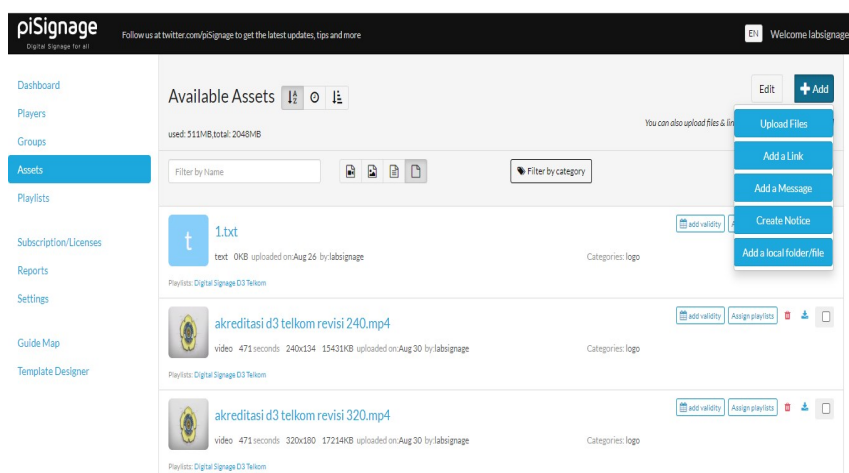 piSignage
Digital Signage for all
Follow us at twitter.com/piSignage to get the latest updates, tips and more
EN Welcome labsignage
Dashboard
Players
Groups
Assets
Playlists
Subscription/Licenses
Reports
Settings
Guide Map
Template Designer
Available Assets
Edit
Add
You can also upload files & lin
used: 511MB,total: 2048MB
Upload Files
Add a Link
Add a Message
Create Notice
Add a local folder/file
Filter by Name
Filter by category
1.txt
add validity
text 0KB uploaded on:Aug 26 by:labsignage
Categories: logo
Playlists: Digital Signage D3 Telkom
akreditasi d3 telkom revisi 240.mp4
add validity Assign playlists
video 471 seconds 240x134 15431KB uploaded on:Aug 30 by:labsignage
Categories: logo
Playlists: Digital Signage D3 Telkom
akreditasi d3 telkom revisi 320.mp4
add validity Assign playlists
video 471 seconds 320x180 17214KB uploaded on:Aug 30 by:labsignage
Categories: logo
Playlists: Digital Signage D3 Telkom